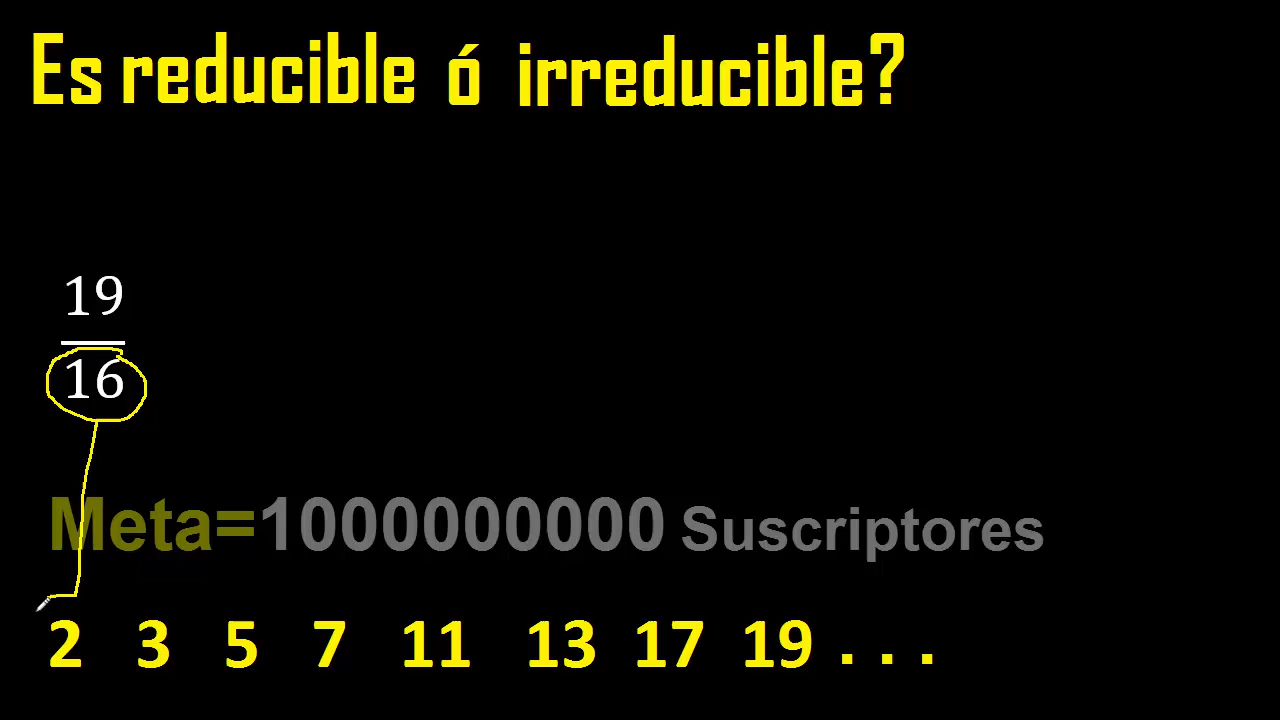 Es reducible ó irreducible?
19
16
Meta=1000000000 Suscriptores
2 3 5 7 11 13 17 19 . . .